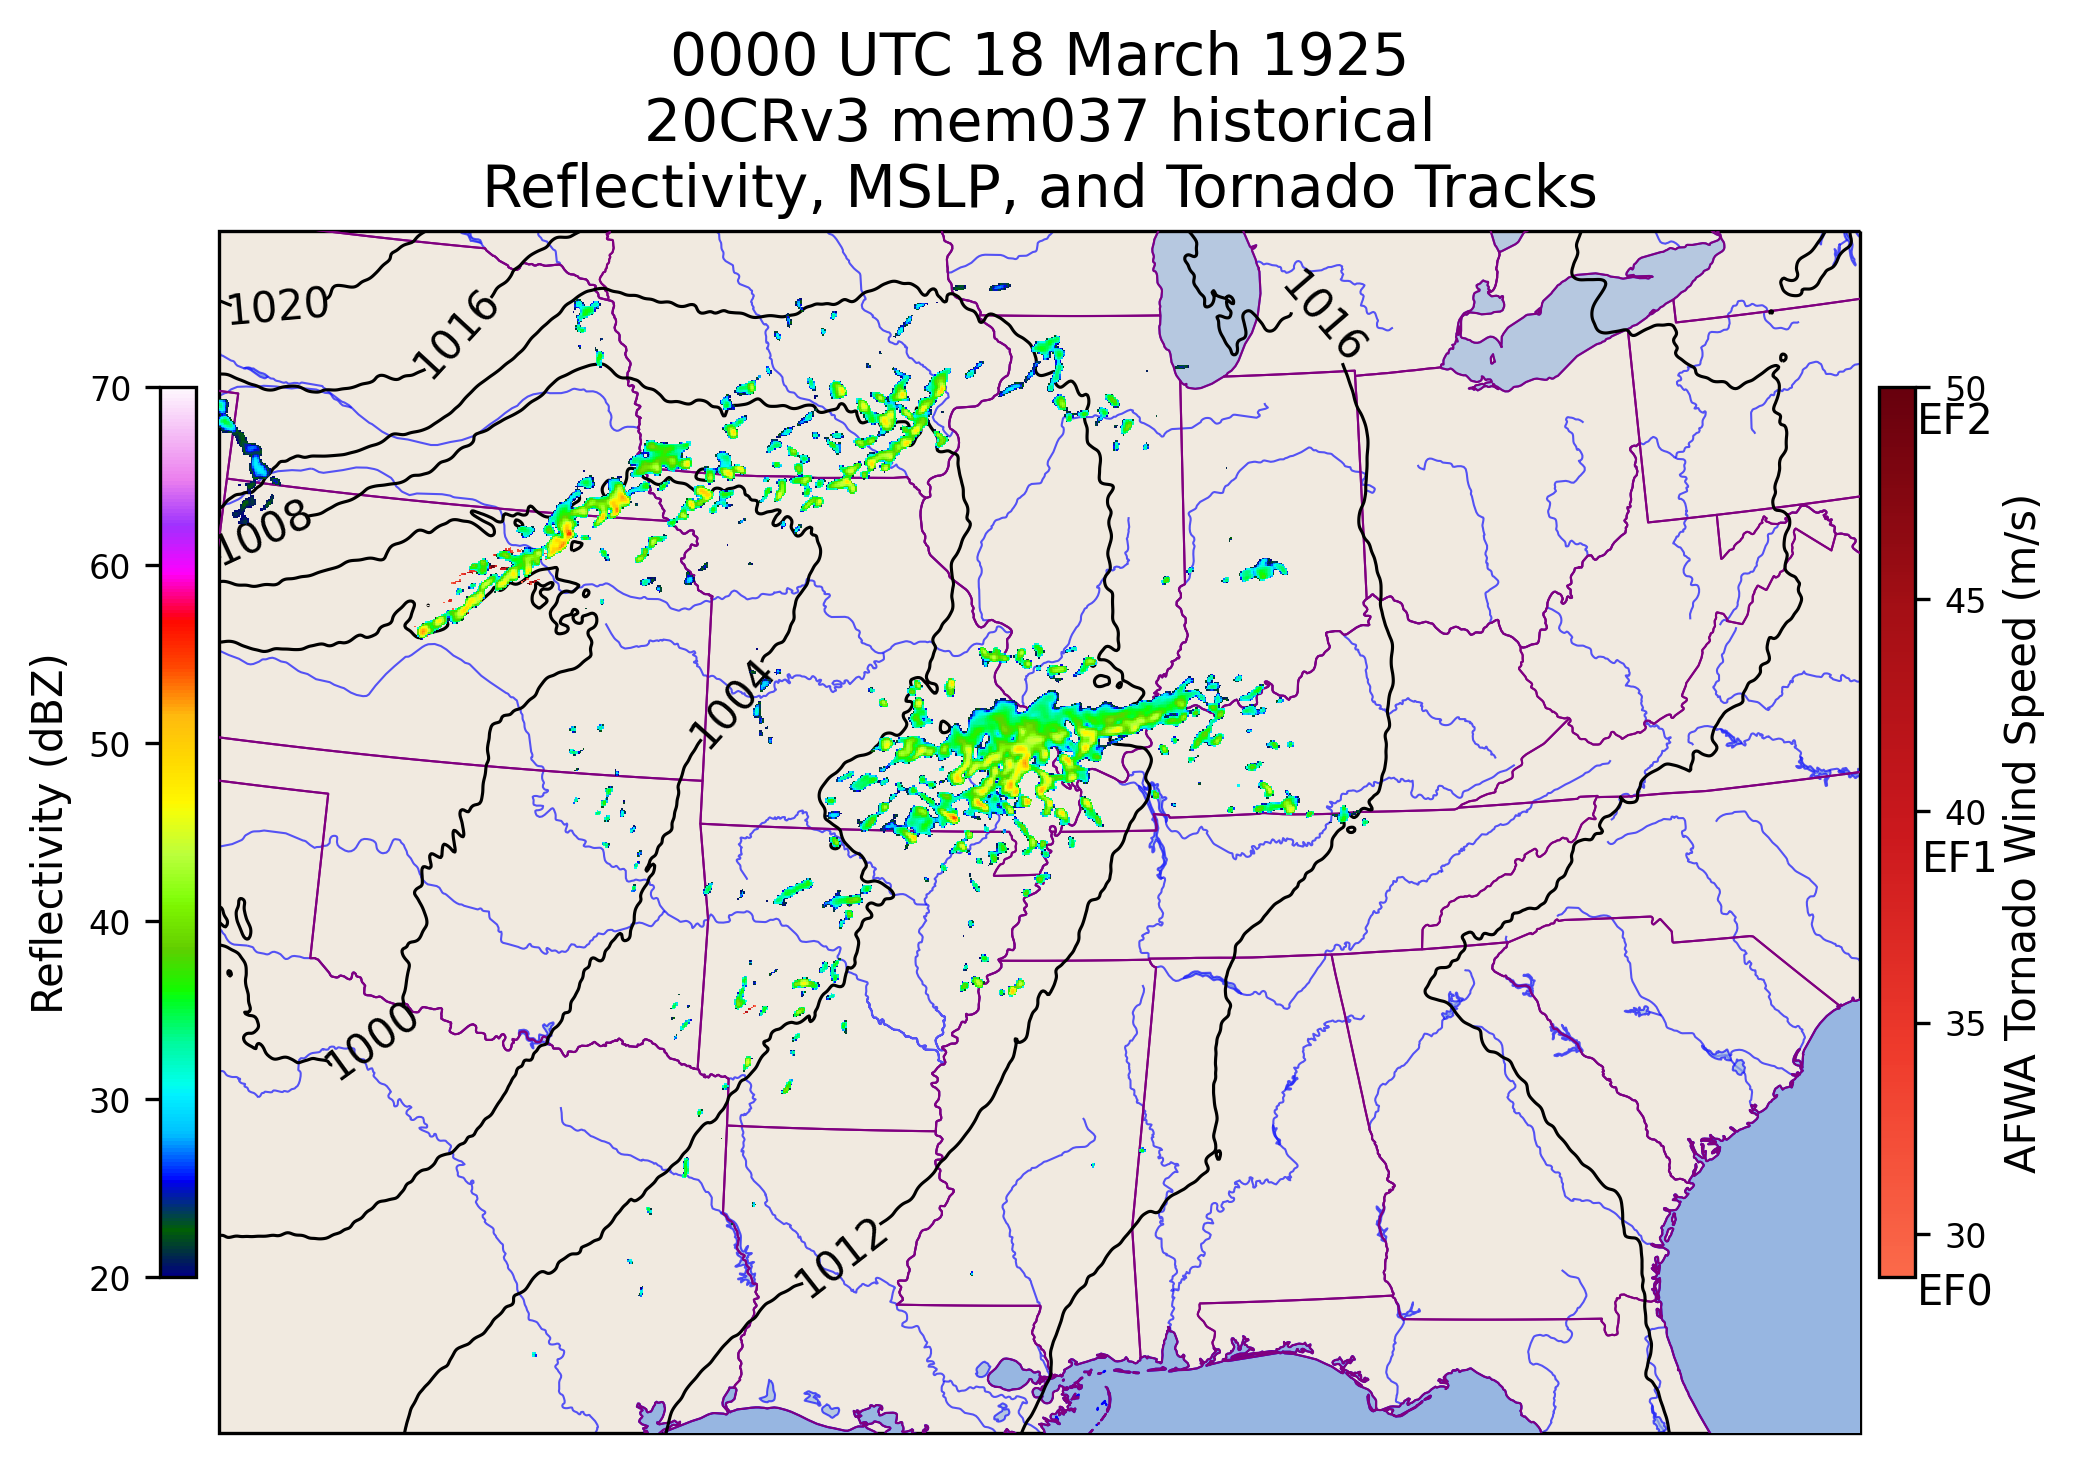 0000 UTC 18 March 1925
20CRv3 mem037 historical
Reflectivity, MSLP, and Tornado Tracks
1020
1016
1016
1008
1004
1000
1012
70
60
50
40
30
20
Reflectivity (dBZ)
50
EF2
45
40
EF1
35
30
EF0
AFWA Tornado Wind Speed (m/s)